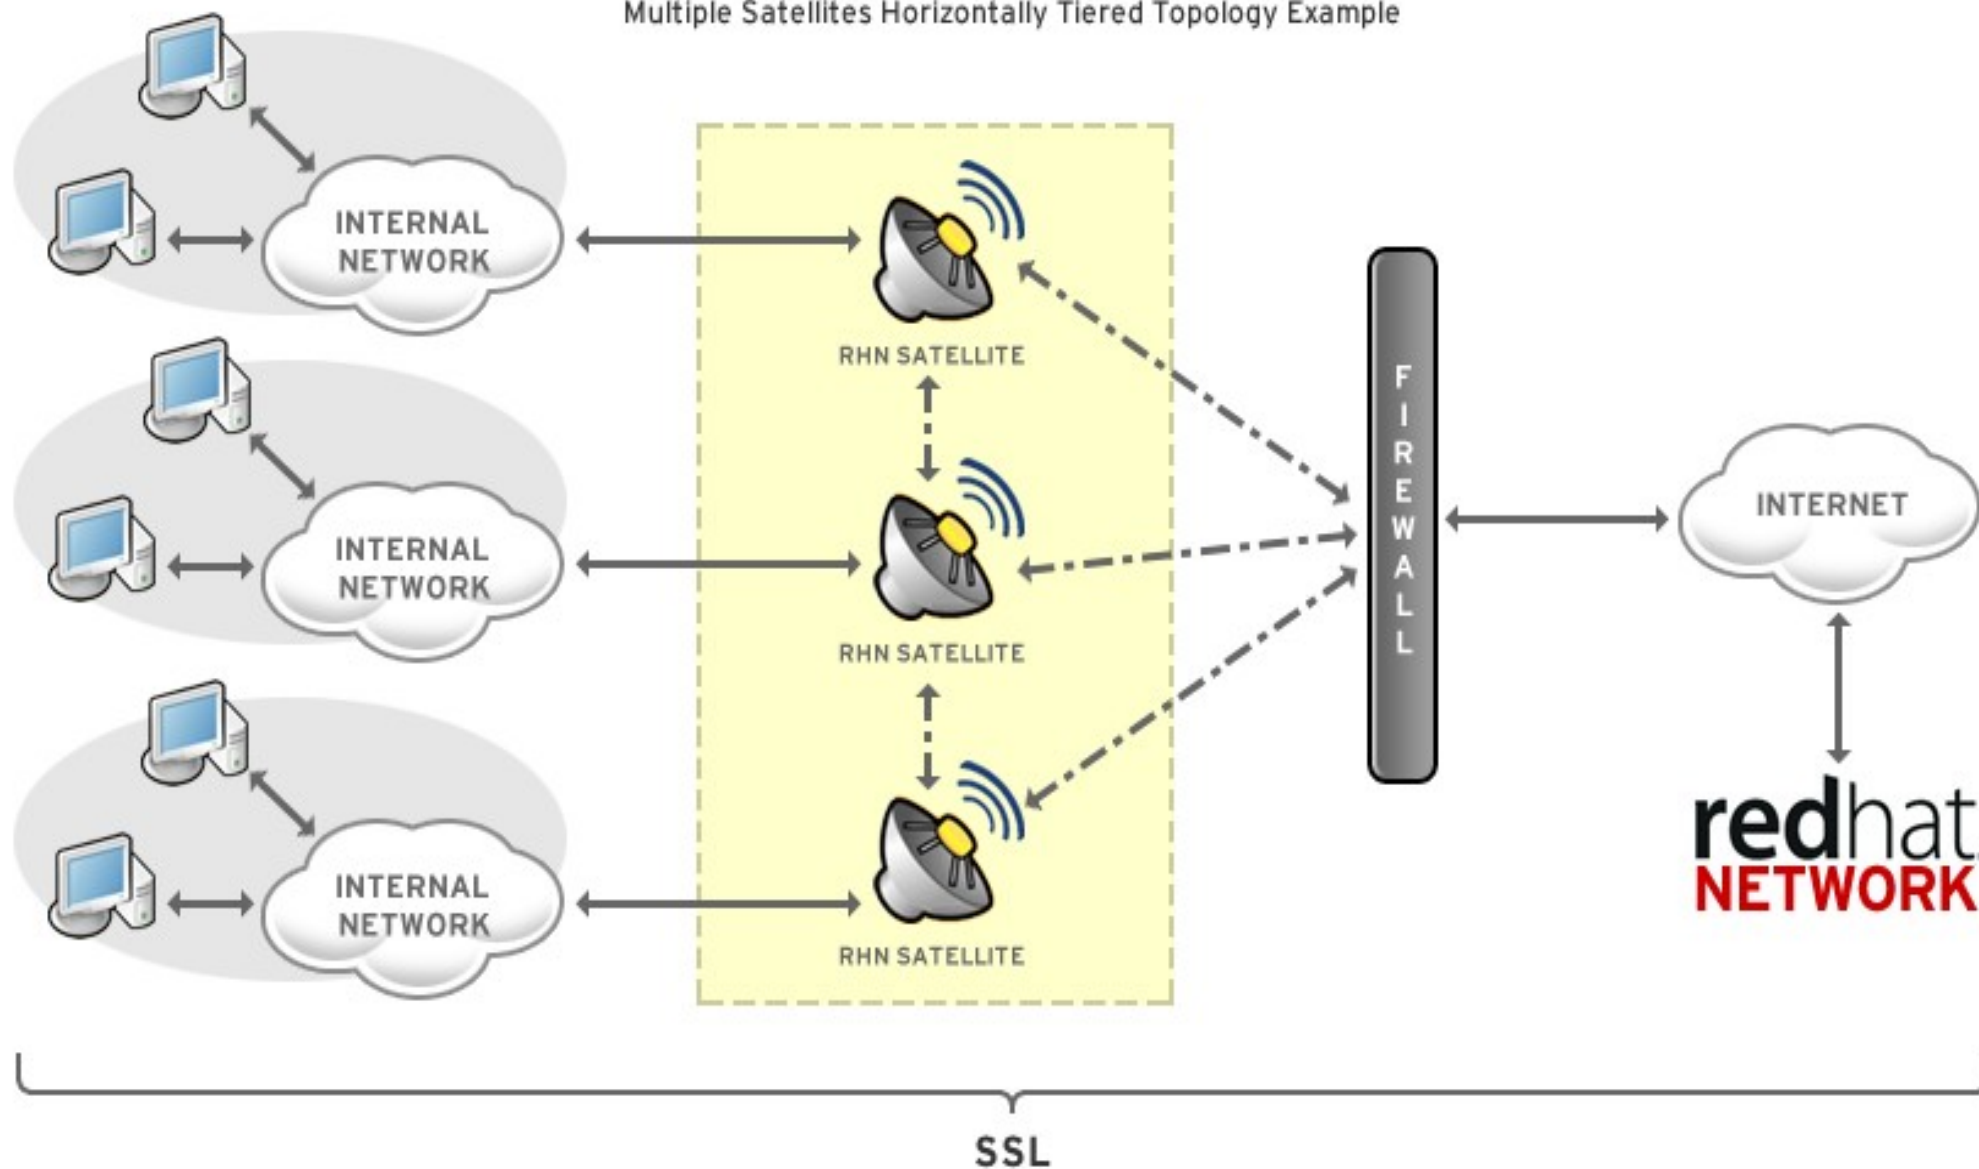 Multiple Satellites Horizontally Tiered Topology Example
INTERNAL
NETWORK
RHN SATELLITE
INTERNAL
NETWORK
RHN SATELLITE
INTERNAL
NETWORK
RHN SATELLITE
FIREWALL
INTERNET
redhat
NETWORK
SSL